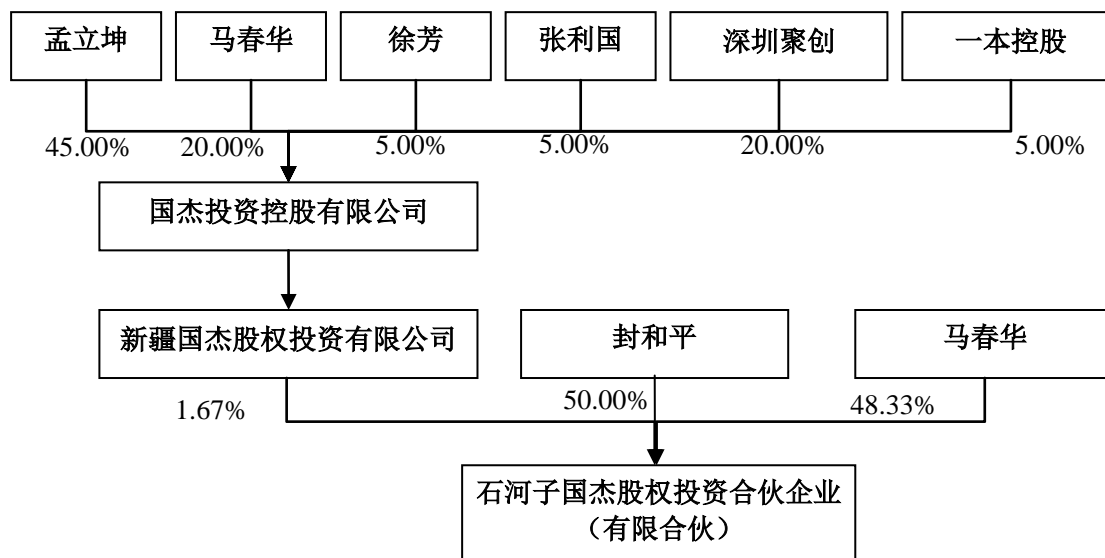 孟立坤 马春华 徐芳 张利国 深圳聚创 一本控股
45.00% 20.00% 5.00% 5.00% 20.00% 5.00%
国杰投资控股有限公司
新疆国杰股权投资有限公司 封和平 马春华
1.67% 50.00% 48.33%
石河子国杰股权投资合伙企业
（有限合伙）